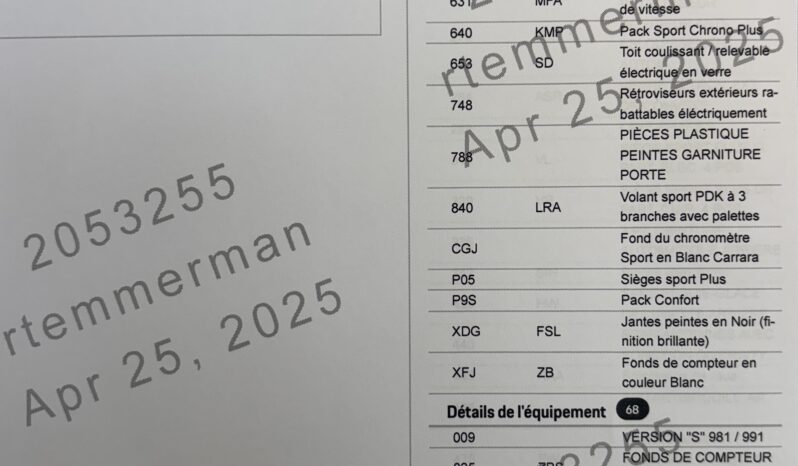 631 MPA
de vitesse
640 KMP Pack Sport Chrono Plus
653 SD Toit coulissant / relevable
électrique en verre
748 Rétroviseurs extérieurs ra-
battables éléctriquement
788 PIÈCES PLASTIQUE
PEINTES GARNITURE
PORTE
840 LRA Volant sport PDK à 3
branches avec palettes
CGJ Fond du chronomètre
Sport en Blanc Carrara
P05 Sièges sport Plus
P9S Pack Confort
XDG FSL Jantes peintes en Noir (fi-
nition brillante)
XFJ ZB Fonds de compteur en
couleur Blanc
Détails de l'équipement 68
009 VERSION "S" 981 / 991
FONDS DE COMPTEUR
2053255
rtemmerman
Apr 25, 2025
rtemmerman
Apr 25, 2025
3255